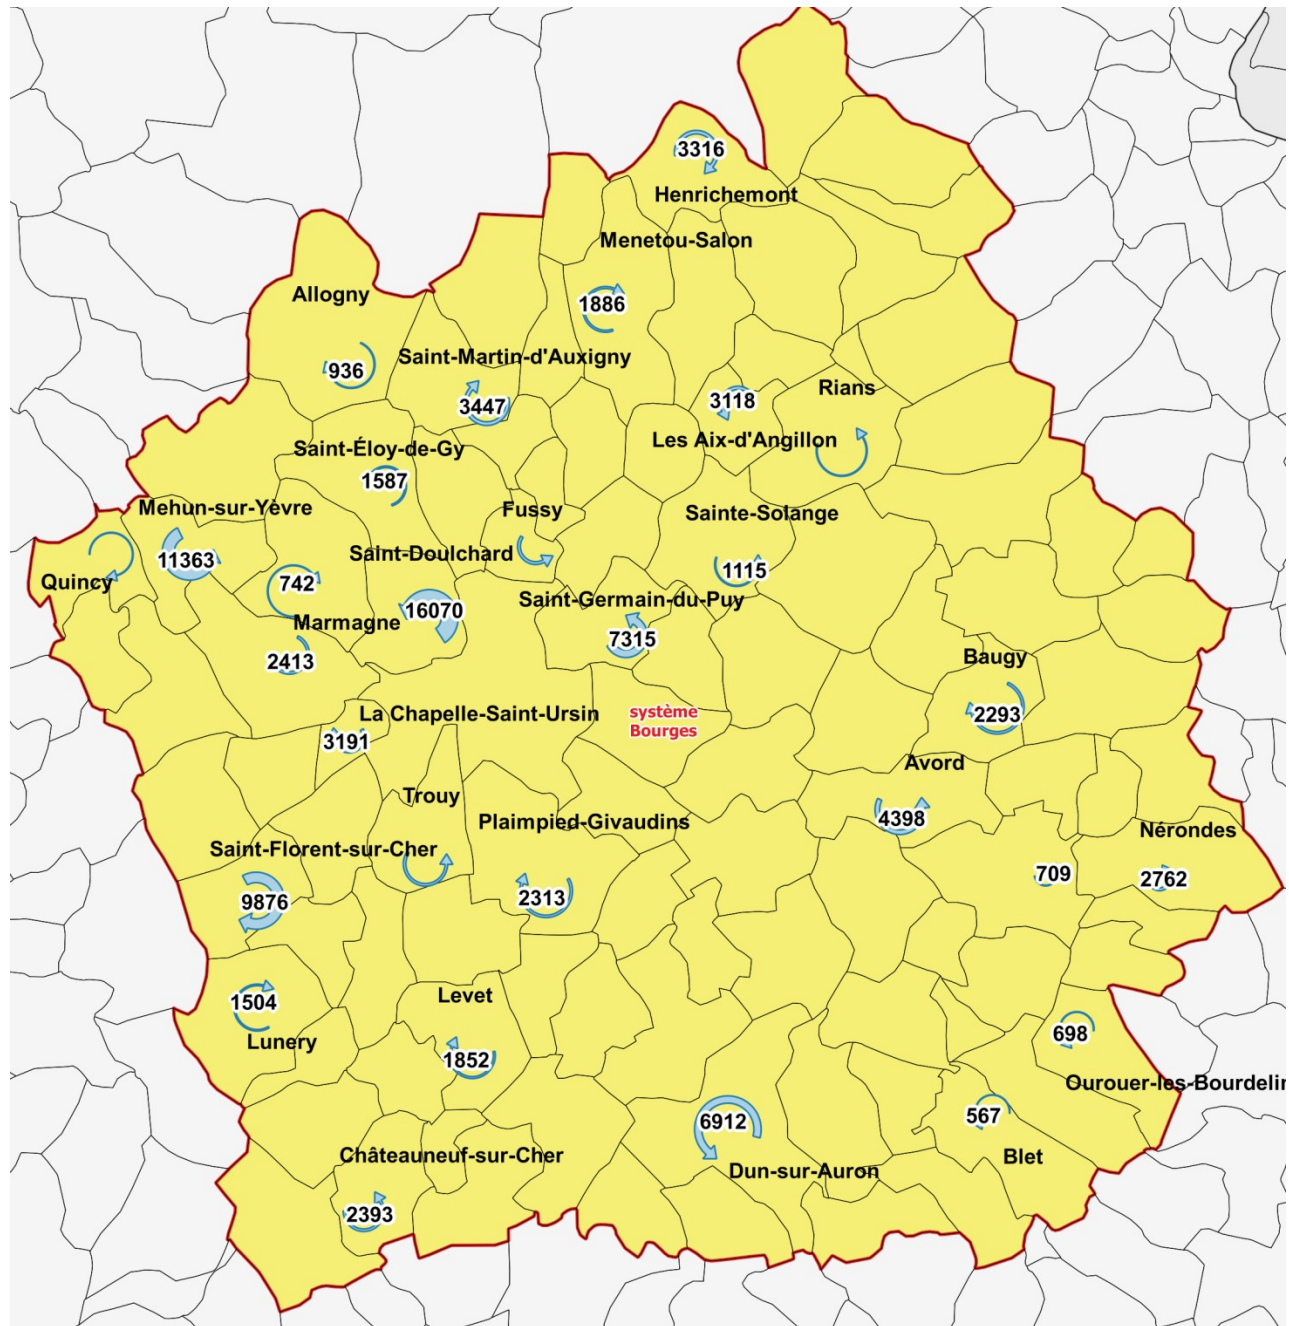 3316
Henrichemont
Menetou-Salon
Allogny
1886
Saint-Martin-d'Auxigny
936
Rians
3118
3447
Les Aix-d'Angillon
Saint-Éloy-de-Gy
1587
Mehun-sur-Yèvre
Fussy
Sainte-Solange
Saint-Doulchard
11363
1115
Quincy
742
Saint-Germain-du-Puy
16070
Marmagne
7315
2413
Baugy
La Chapelle-Saint-Ursin
système
Bourges
2293
3191
Avord
Trouy
4398
Plaimpied-Givaudins
Nérondes
Saint-Florent-sur-Cher
709
2762
2313
9876
Levet
1504
698
Lunery
1852
Ourouer-les-Bourdelin
567
6912
Châteauneuf-sur-Cher
Blet
Dun-sur-Auron
2393